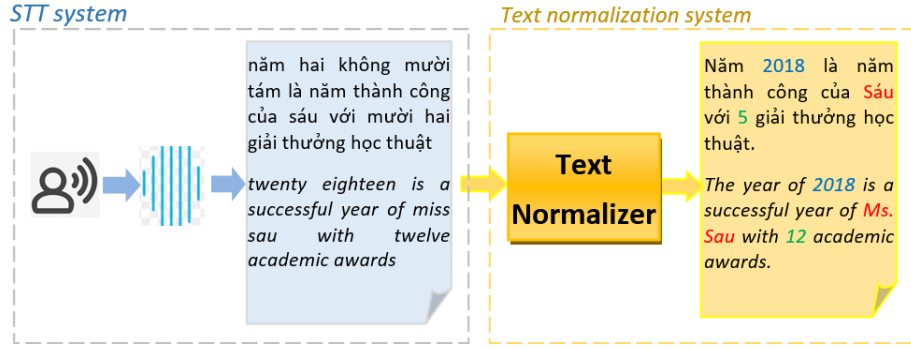 STT system
năm hai không mười
tám là năm thành công
của sáu với mười hai
giải thưởng học thuật
twenty eighteen is a
successful year of miss
sau with twelve
academic awards
Text normalization system
Text
Normalizer
Năm 2018 là năm
thành công của Sáu
với 5 giải thưởng học
thuật.
The year of 2018 is a
successful year of Ms.
Sau with 12 academic
awards.